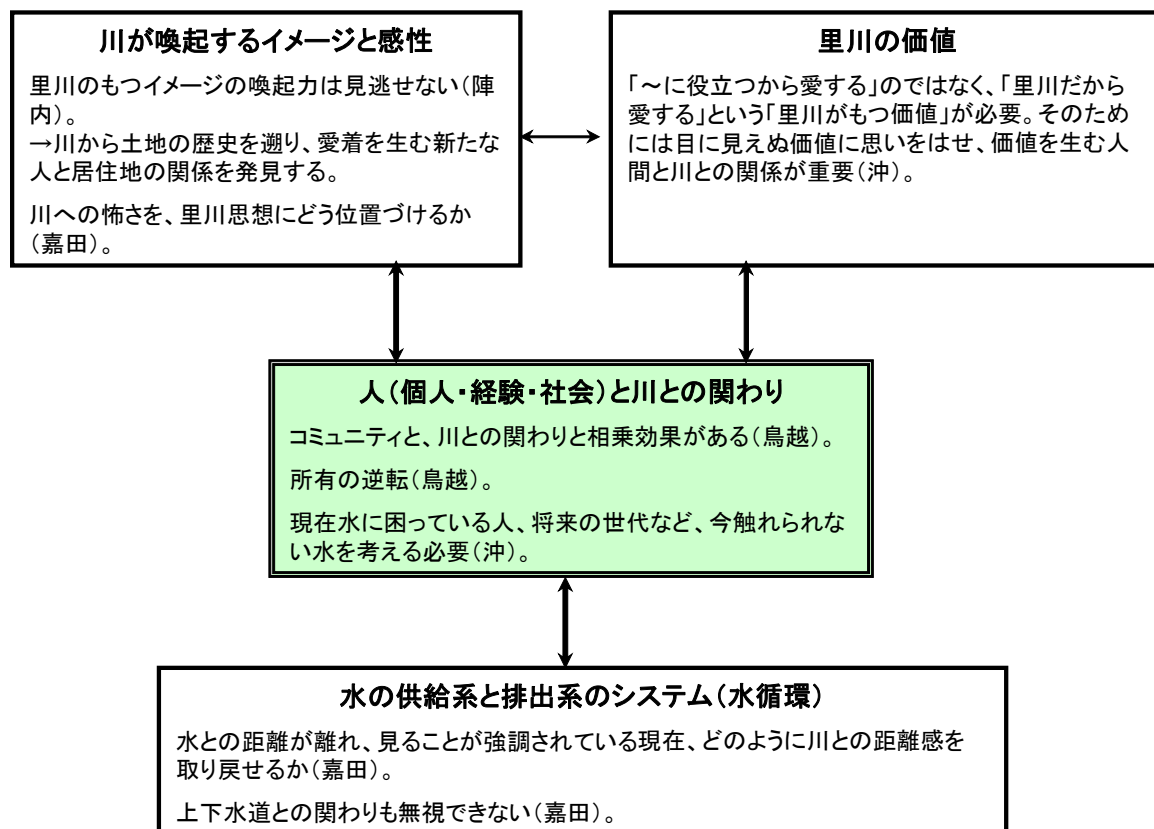 川が喚起するイメージと感性
里川のもつイメージの喚起力は見逃せない(陣
内)。
→川から土地の歴史を遡り、愛着を生む新たな
人と居住地の関係を発見する。
川への怖さを、里川思想にどう位置づけるか
(嘉田)。
里川の価値
「～に役立つから愛する」のではなく、「里川だから
愛する」という「里川がもつ価値」が必要。そのため
には目に見えぬ価値に思いをはせ、価値を生む人
間と川との関係が重要(沖)。
人(個人・経験・社会)と川との関わり
コミュニティと、川との関わりと相乗効果がある(鳥越)。
所有の逆転(鳥越)。
現在水に困っている人、将来の世代など、今触れられな
い水を考える必要(沖)。
水の供給系と排出系のシステム(水循環)
水との距離が離れ、見ることが強調されている現在、どのように川との距離感を
取り戻せるか(嘉田)。
上下水道との関わりも無視できない(嘉田)。